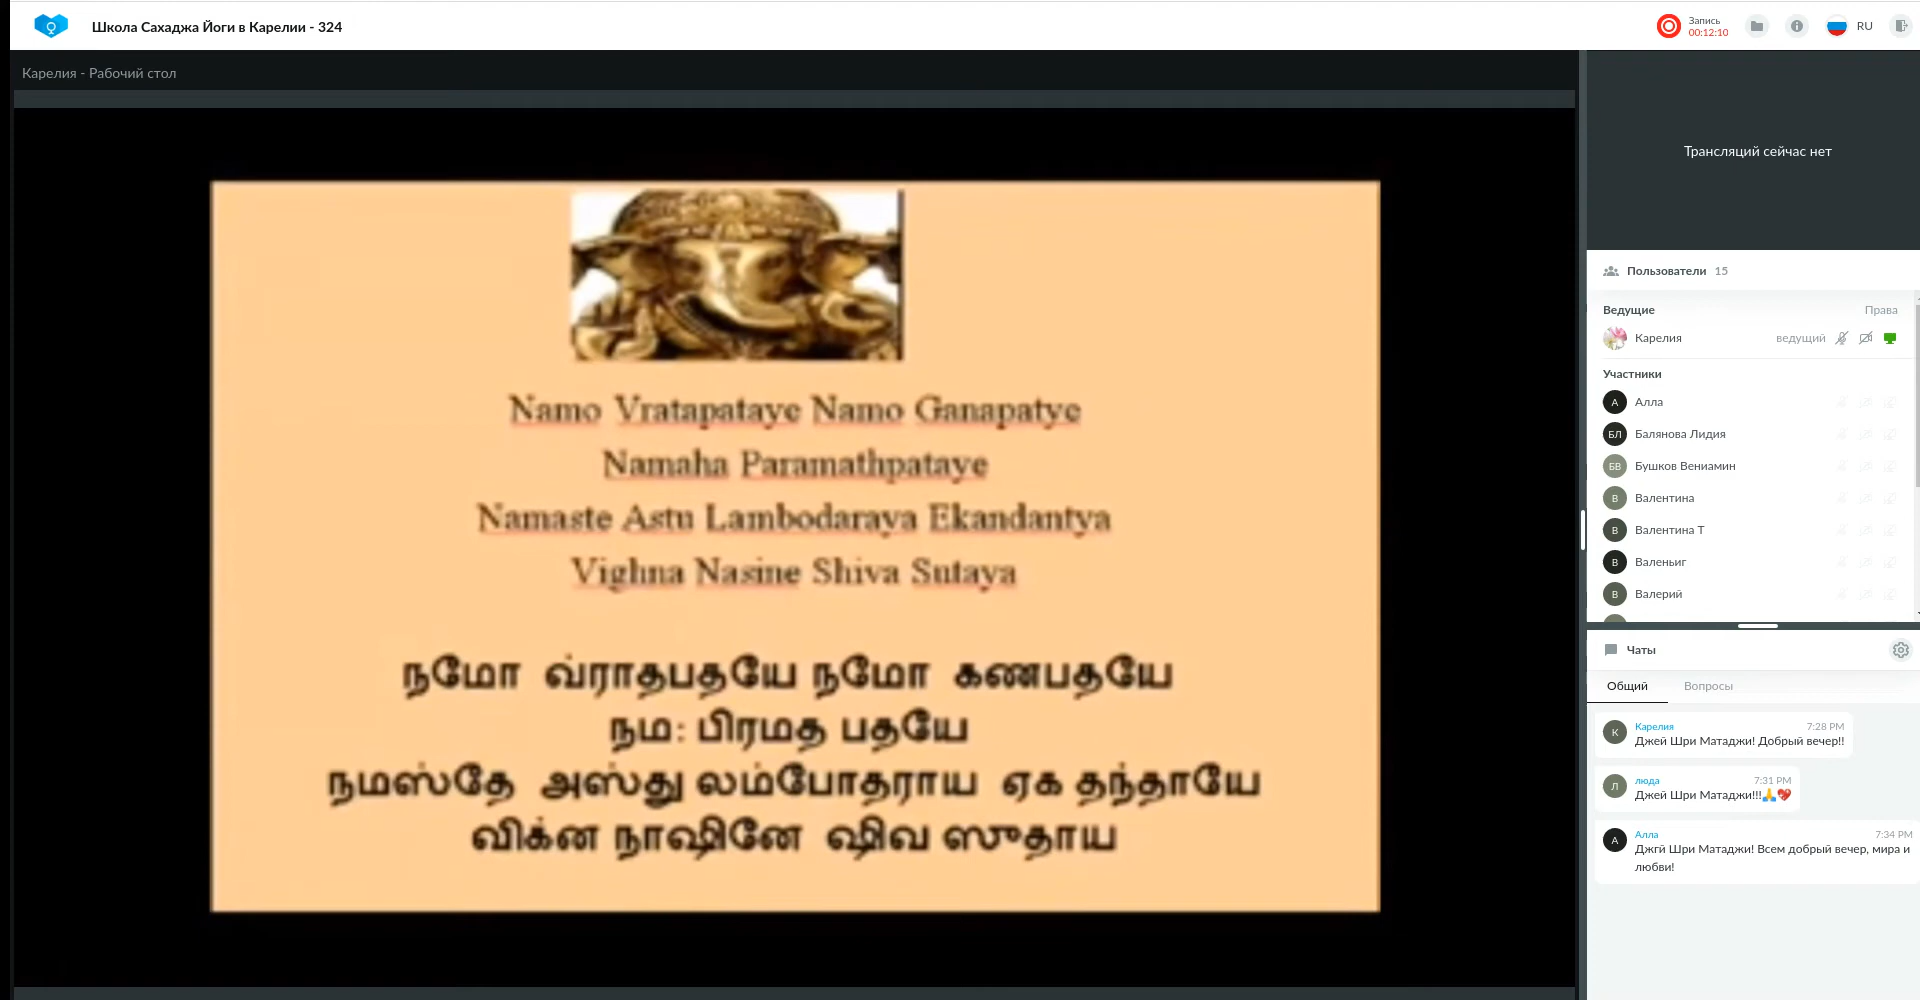 Школа Сахаджа Йоги в Карелии - 324
Запись
00:12:10
RU
Карелия - Рабочий стол
Namo Vratapataye Namo Ganapatye
Namaha Paramathpataye
Namaste Astu Lambodaraya Ekandantya
Vighna Nasine Shiva Sutaya
நமோ வ்ராதபதயே நமோ கணபதயே
நம: பிரமத பதயே
நமஸ்தே அஸ்து லம்போதராய ஏக தந்தாயே
விக்ன நாஷினே ஷிவ ஸுதாய
Трансляций сейчас нет
Пользователи 15
Ведущие Права
Карелия ведущий
Участники
А Алла
БЛ Балянова Лидия
БВ Бушков Вениамин
В Валентина
В Валентина Т
В Валеньиг
В Валерий
Чаты
Общий Вопросы
К Карелия 7:28 PM
Джей Шри Матаджи! Добрый вечер!!
Л люда 7:31 PM
Джей Шри Матаджи!!!🙏💖
А Алла 7:34 PM
Джгй Шри Матаджи! Всем добрый вечер, мира и
любви!